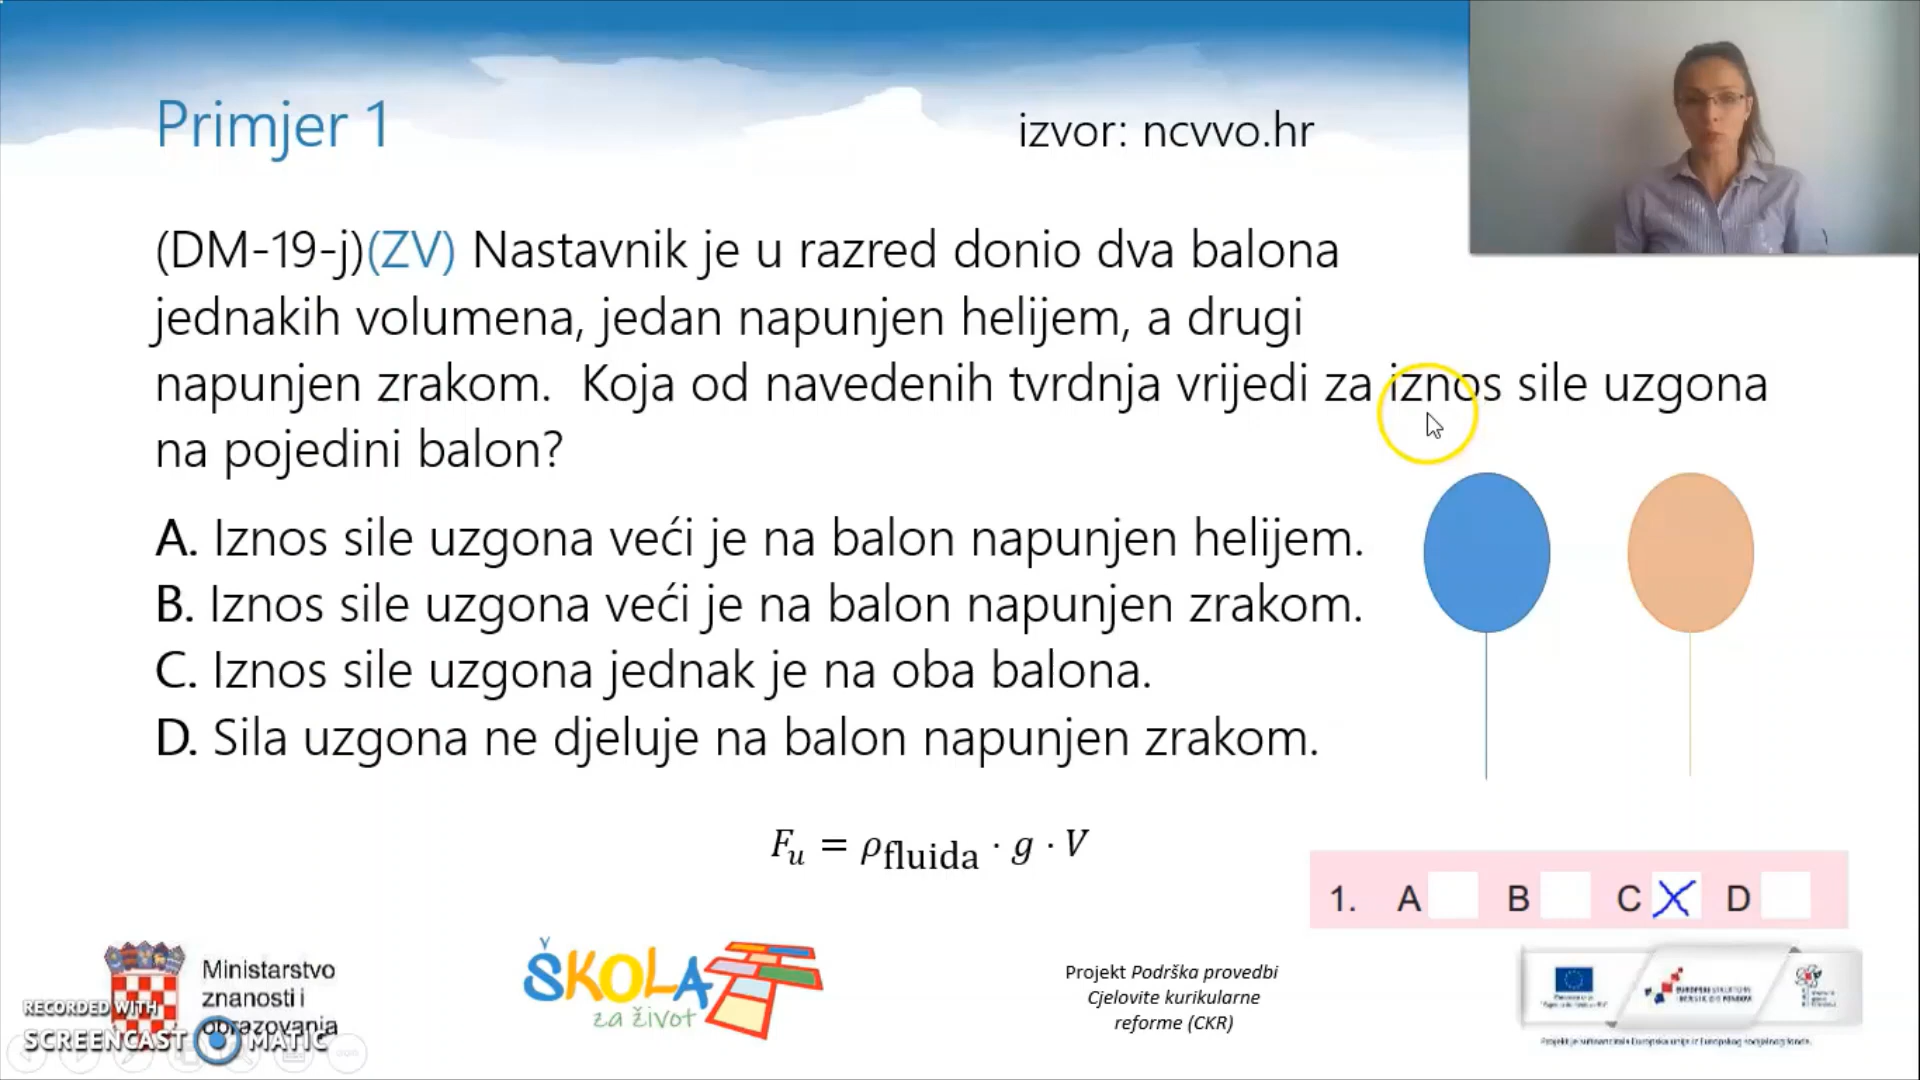 Primjer 1
izvor: ncvvo.hr
(DM-19-j)(ZV) Nastavnik je u razred donio dva balona
jednakih volumena, jedan napunjen helijem, a drugi
napunjen zrakom. Koja od navedenih tvrdnja vrijedi za iznos sile uzgona
na pojedini balon?
A. Iznos sile uzgona veći je na balon napunjen helijem.
B. Iznos sile uzgona veći je na balon napunjen zrakom.
C. Iznos sile uzgona jednak je na oba balona.
D. Sila uzgona ne djeluje na balon napunjen zrakom.
F_u = ρ_fluida · g · V
1. A B C X D
Ministarstvo
znanosti i
obrazovanja
RECORDED WITH
SCREENCAST MATIC
ŠKOLA
za život
Projekt Podrška provedbi
Cjelovite kurikularne
reforme (CKR)